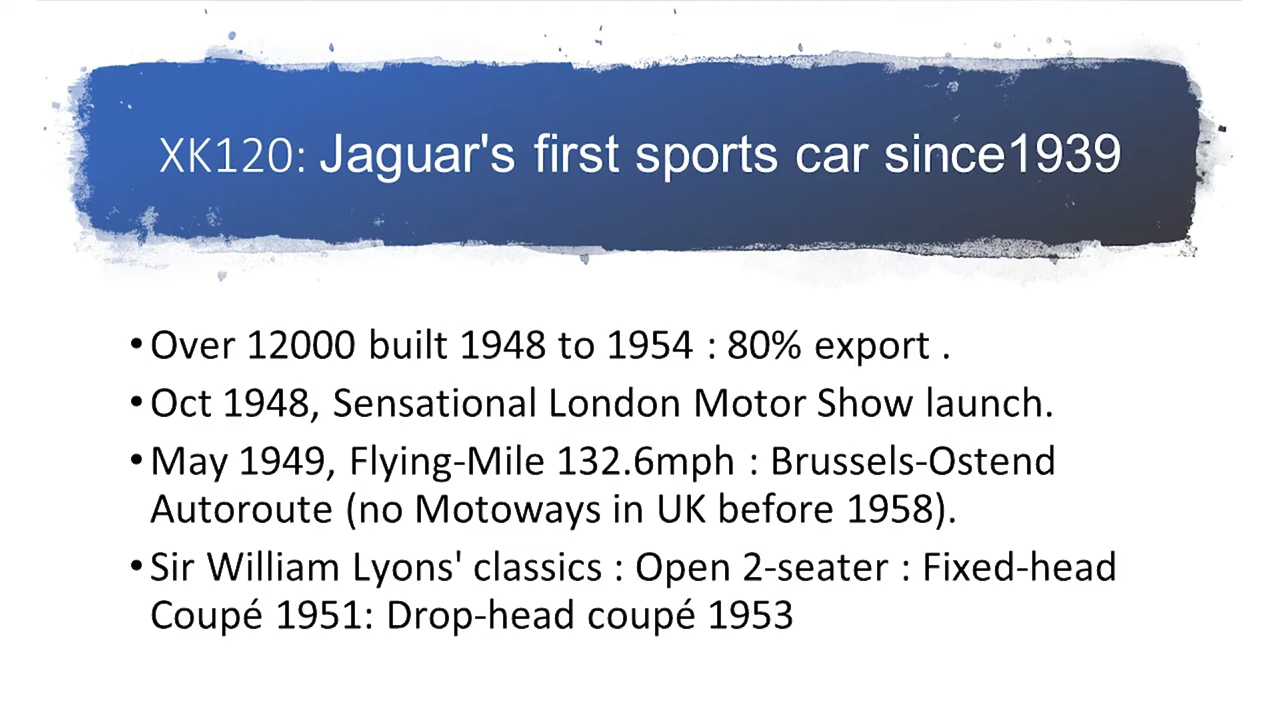 XK120: Jaguar's first sports car since1939
•Over 12000 built 1948 to 1954 : 80% export .
•Oct 1948, Sensational London Motor Show launch.
•May 1949, Flying-Mile 132.6mph : Brussels-Ostend
Autoroute (no Motoways in UK before 1958).
•Sir William Lyons' classics : Open 2-seater : Fixed-head
Coupé 1951: Drop-head coupé 1953